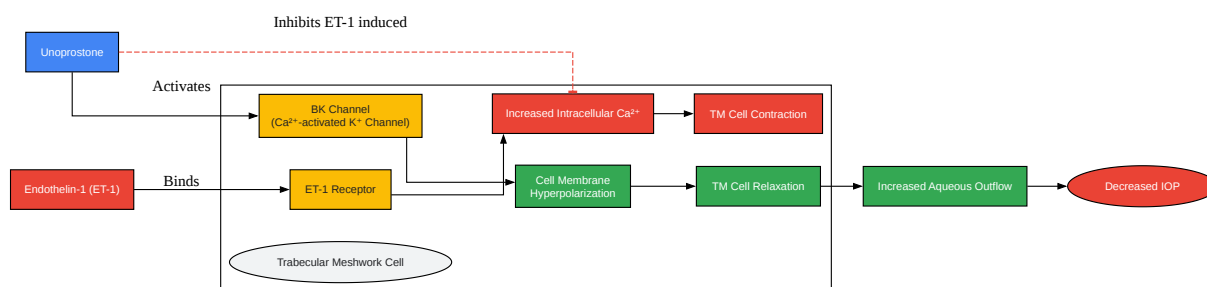 Inhibits ET-1 induced
Unoprostone
Activates
BK Channel
(Ca²⁺-activated K⁺ Channel)
Increased Intracellular Ca²⁺
TM Cell Contraction
Endothelin-1 (ET-1)
Binds
ET-1 Receptor
Cell Membrane
Hyperpolarization
TM Cell Relaxation
Increased Aqueous Outflow
Decreased IOP
Trabecular Meshwork Cell